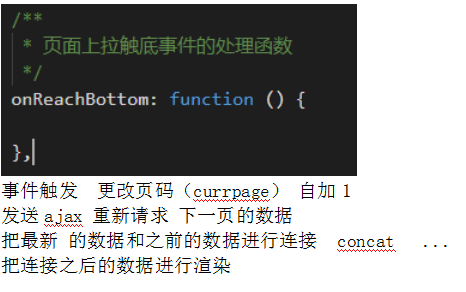 /**
* 页面上拉触底事件的处理函数
*/
onReachBottom: function () {
},
事件触发 更改页码（currpage） 自加 1
发送 ajax 重新请求 下一页的数据
把最新 的数据和之前的数据进行连接 concat ...
把连接之后的数据进行渲染